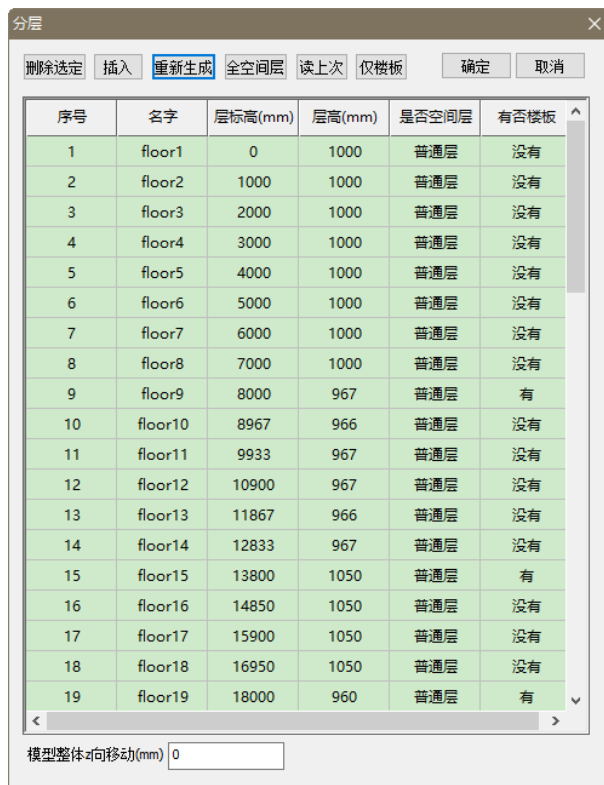 分层
删除选定 插入 重新生成 全空间层 读上次 仅楼板 确定 取消
序号 名字 层标高(mm) 层高(mm) 是否空间层 有否楼板
1 floor1 0 1000 普通层 没有
2 floor2 1000 1000 普通层 没有
3 floor3 2000 1000 普通层 没有
4 floor4 3000 1000 普通层 没有
5 floor5 4000 1000 普通层 没有
6 floor6 5000 1000 普通层 没有
7 floor7 6000 1000 普通层 没有
8 floor8 7000 1000 普通层 没有
9 floor9 8000 967 普通层 有
10 floor10 8967 966 普通层 没有
11 floor11 9933 967 普通层 没有
12 floor12 10900 967 普通层 没有
13 floor13 11867 966 普通层 没有
14 floor14 12833 967 普通层 没有
15 floor15 13800 1050 普通层 有
16 floor16 14850 1050 普通层 没有
17 floor17 15900 1050 普通层 没有
18 floor18 16950 1050 普通层 没有
19 floor19 18000 960 普通层 有
模型整体z向移动(mm) 0